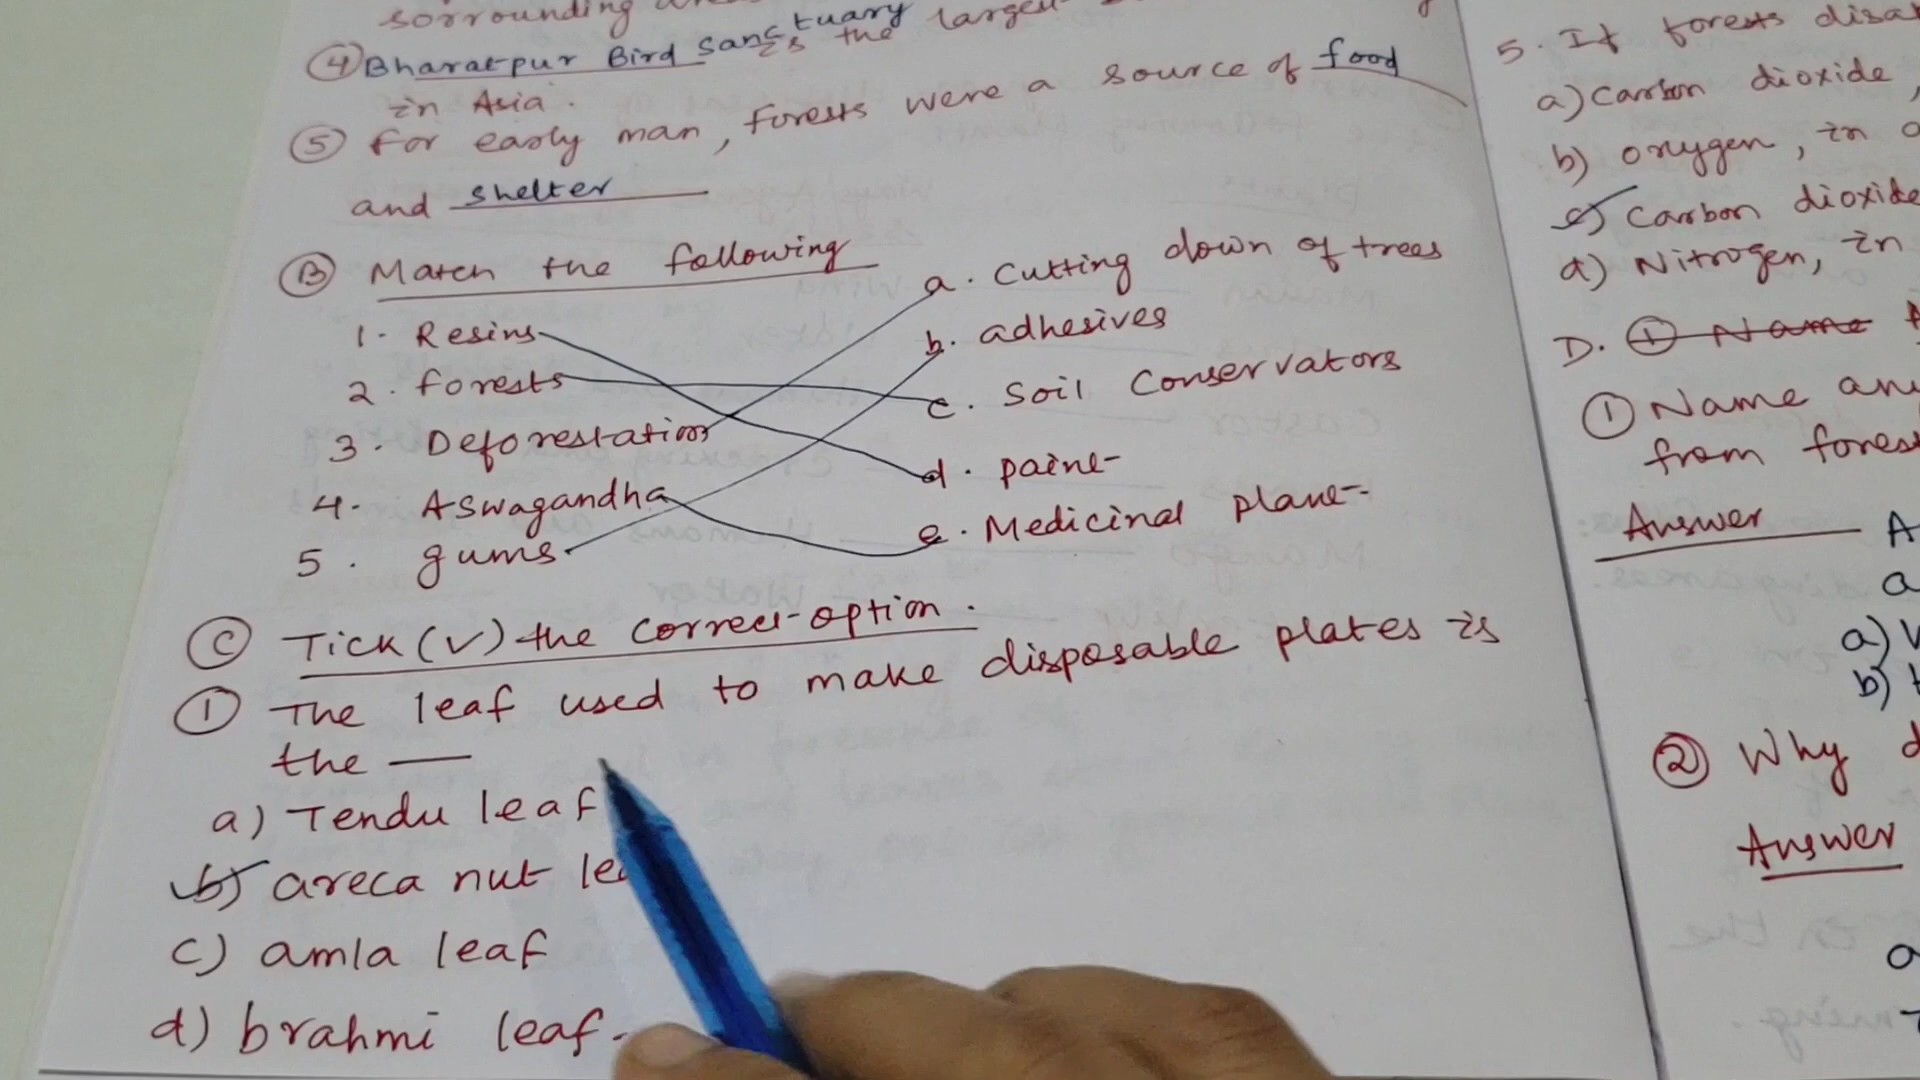 sorrounding
④ Bharatpur Bird Sanctuary is the largest
in Asia.
⑤ For early man, forests were a source of food
and shelter
Ⓑ Match the following
1. Resins
2. forests
3. Deforestation
4. Aswagandha
5. gums
a. Cutting down of trees
b. adhesives
c. Soil Conservators
d. paint
e. Medicinal plant
Ⓒ Tick (√) the correct option.
① The leaf used to make disposable plates is
the —
a) Tendu leaf
b) areca nut
c) amla leaf
d) brahmi leaf.
5. If forests
a) Carbon dioxide,
b) oxygen, in
c) Carbon dioxide
d) Nitrogen, in
D. ① Name
① Name
from
Answer
A
a
a)
b)
② Why
Answer
a